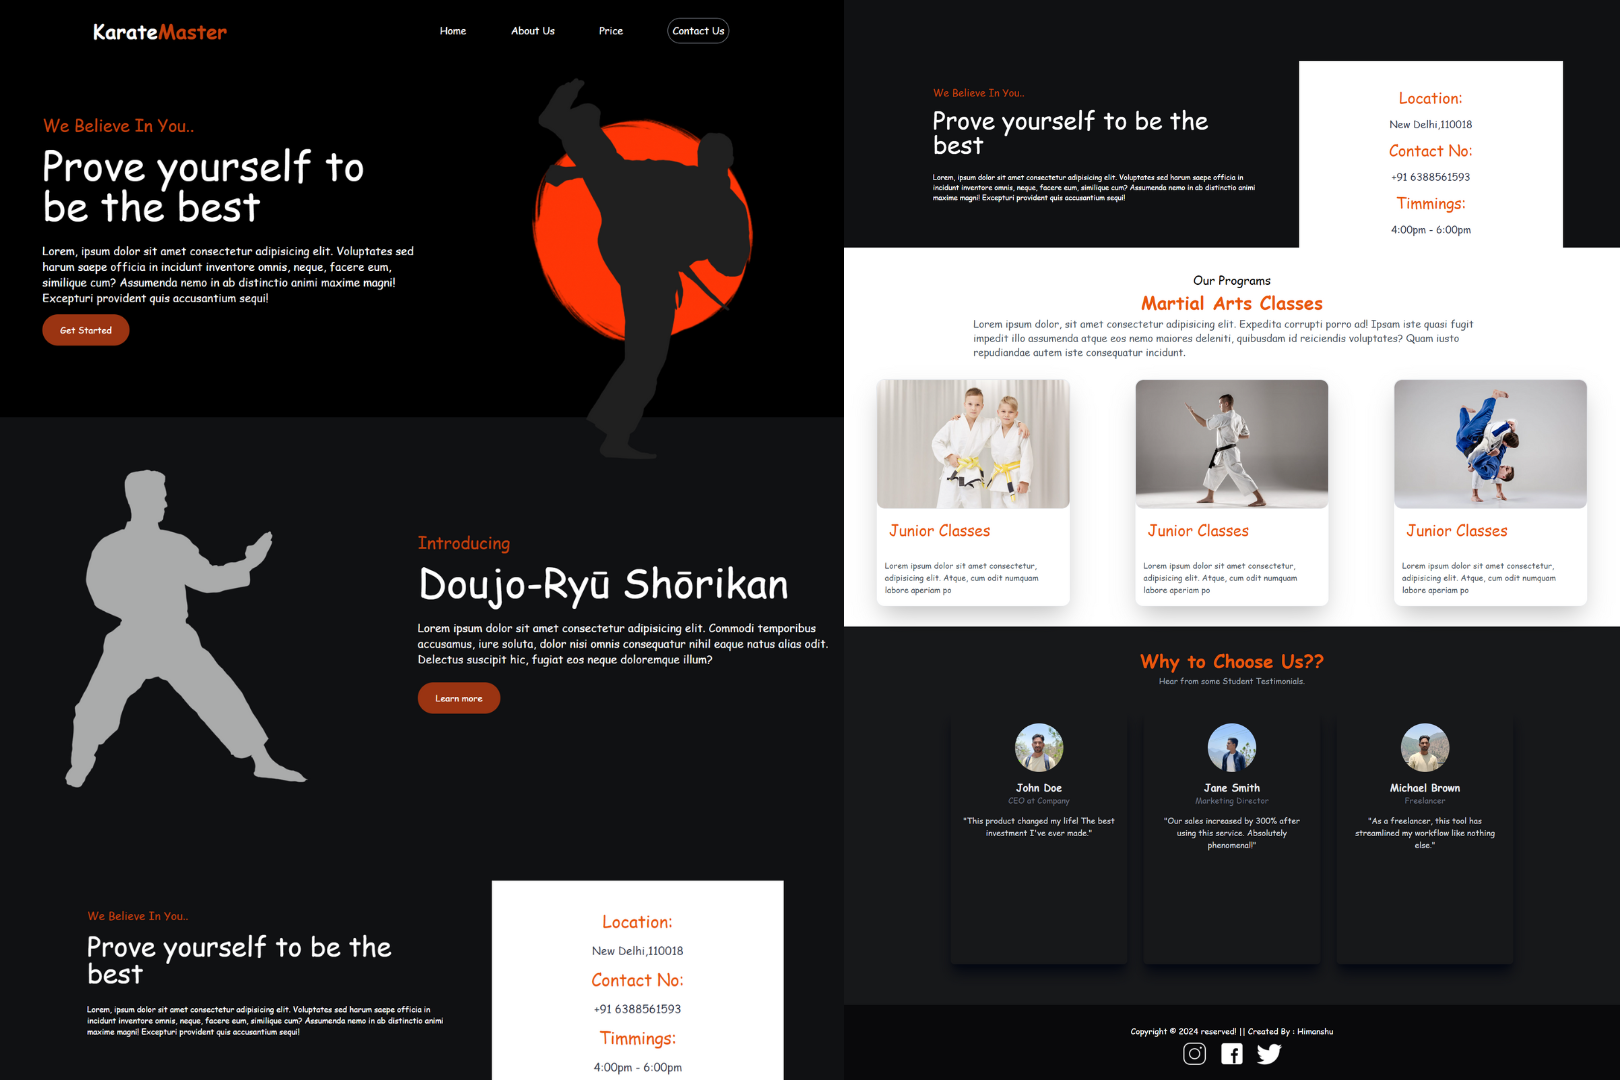 KarateMaster
Home
About Us
Price
Contact Us
We Believe In You..
Prove yourself to
be the best
Lorem, ipsum dolor sit amet consectetur adipisicing elit. Voluptates sed
harum saepe officia in incidunt inventore omnis, neque, facere eum,
similique cum? Assumenda nemo in ab distinctio animi maxime magni!
Excepturi provident quis accusantium sequi!
Get Started
Introducing
Doujo-Ryū Shōrikan
Lorem ipsum dolor sit amet consectetur adipisicing elit. Commodi temporibus
accusamus, iure soluta, dolor nisi omnis consequatur nihil eaque natus alias odit.
Delectus suscipit hic, fugiat eos neque doloremque illum?
Learn more
We Believe In You..
Prove yourself to be the
best
Lorem, ipsum dolor sit amet consectetur adipisicing elit. Voluptates sed harum saepe officia in
incidunt inventore omnis, neque, facere eum, similique cum? Assumenda nemo in ab distinctio animi
maxime magni! Excepturi provident quis accusantium sequi!
Location:
New Delhi,110018
Contact No:
+91 6388561593
Timmings:
4:00pm - 6:00pm
We Believe In You..
Prove yourself to be the
best
Lorem, ipsum dolor sit amet consectetur adipisicing elit. Voluptates sed harum saepe officia in
incidunt inventore omnis, neque, facere eum, similique cum? Assumenda nemo in ab distinctio animi
maxime magni! Excepturi provident quis accusantium sequi!
Location:
New Delhi,110018
Contact No:
+91 6388561593
Timmings:
4:00pm - 6:00pm
Our Programs
Martial Arts Classes
Lorem ipsum dolor, sit amet consectetur adipisicing elit. Expedita corrupti porro ad! Ipsam iste quasi fugit
impedit illo assumenda atque eos nemo maiores deleniti, quibusdam id reiciendis voluptates? Quam iusto
repudiandae autem iste consequatur incidunt.
Junior Classes
Lorem ipsum dolor sit amet consectetur,
adipisicing elit. Atque, cum odit numquam
labore aperiam po
Junior Classes
Lorem ipsum dolor sit amet consectetur,
adipisicing elit. Atque, cum odit numquam
labore aperiam po
Junior Classes
Lorem ipsum dolor sit amet consectetur,
adipisicing elit. Atque, cum odit numquam
labore aperiam po
Why to Choose Us??
Hear from some Student Testimonials.
John Doe
CEO at Company
"This product changed my life! The best
investment I've ever made."
Jane Smith
Marketing Director
"Our sales increased by 300% after
using this service. Absolutely
phenomenal!"
Michael Brown
Freelancer
"As a freelancer, this tool has
streamlined my workflow like nothing
else."
Copyright © 2024 reserved! || Created By : Himanshu